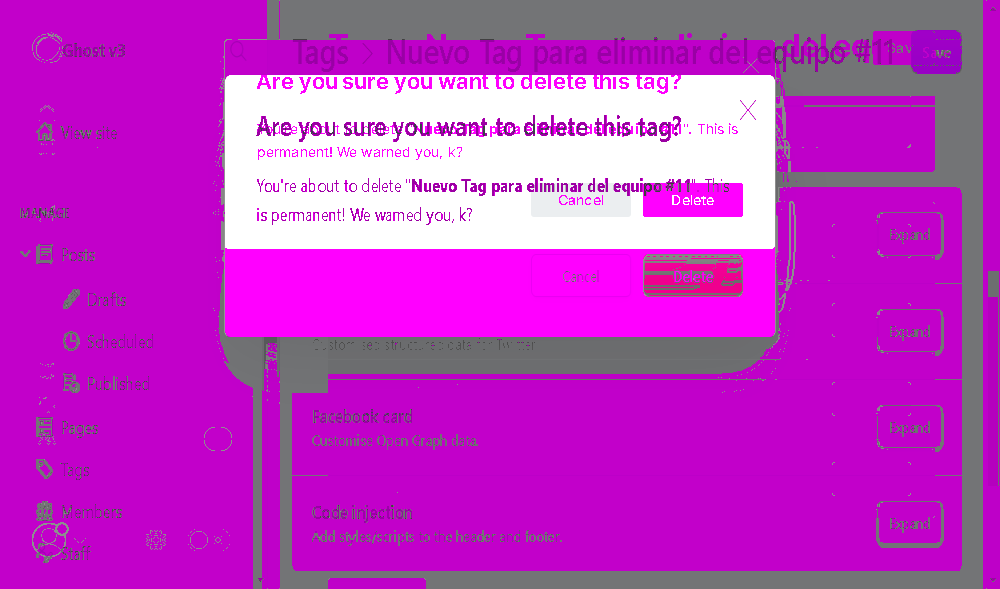 Ghost v3
Tags > Nuevo Tag para eliminar del equipo #11
Save
Are you sure you want to delete this tag?
Are you sure you want to delete this tag?
You're about to delete "Nuevo Tag para eliminar del equipo #11". This is
permanent! We warned you, k?
You're about to delete "Nuevo Tag para eliminar del equipo #11". This
is permanent! We warned you, k?
Cancel
Delete
Cancel
Delete
View site
MANAGE
Posts
Drafts
Scheduled
Published
Pages
Tags
Members
Staff
Expand
Customised structured data for Twitter
Expand
Facebook card
Customise Open Graph data
Expand
Code injection
Add styles/scripts to the header and footer.
Expand